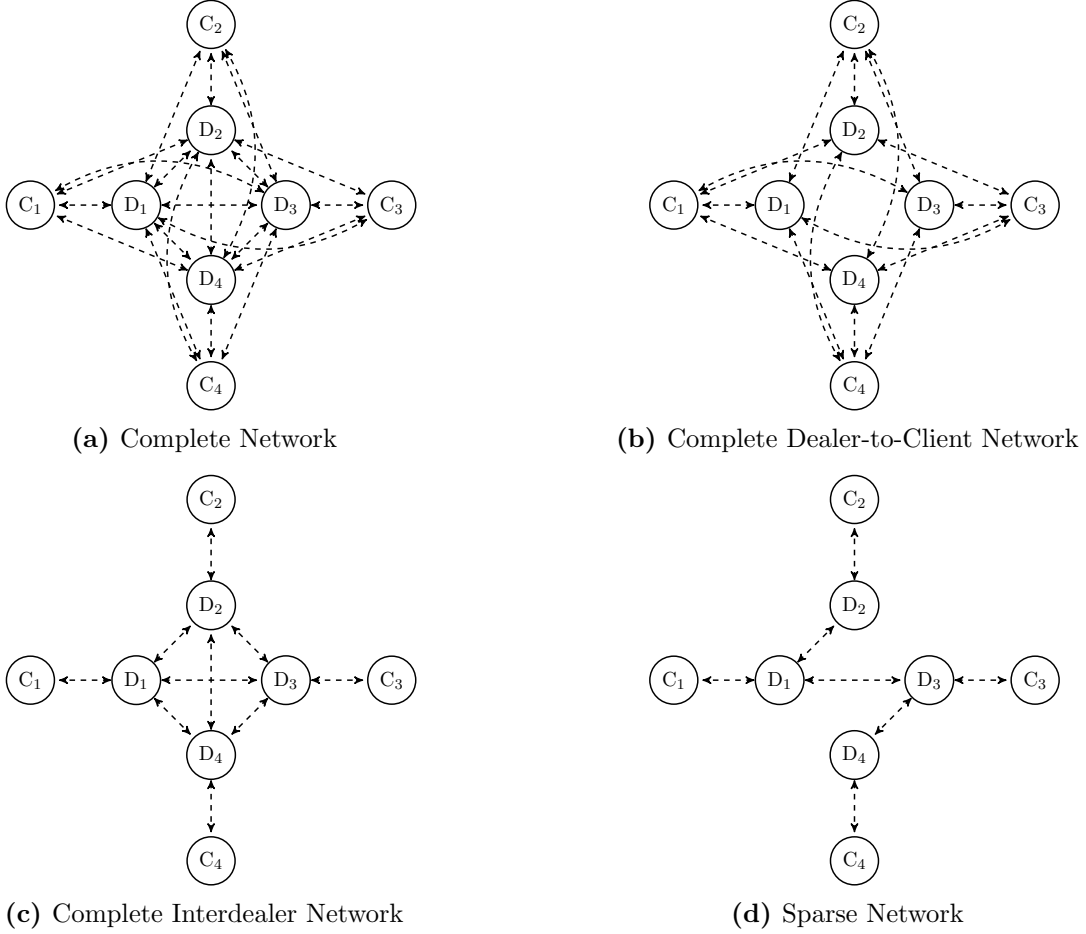 C₂
C₂
D₂
D₂
C₁ D₁ D₃ C₃
C₁ D₁ D₃ C₃
D₄
D₄
C₄
C₄
(a) Complete Network
(b) Complete Dealer-to-Client Network
C₂
C₂
D₂
D₂
C₁ D₁ D₃ C₃
C₁ D₁ D₃ C₃
D₄
D₄
C₄
C₄
(c) Complete Interdealer Network
(d) Sparse Network